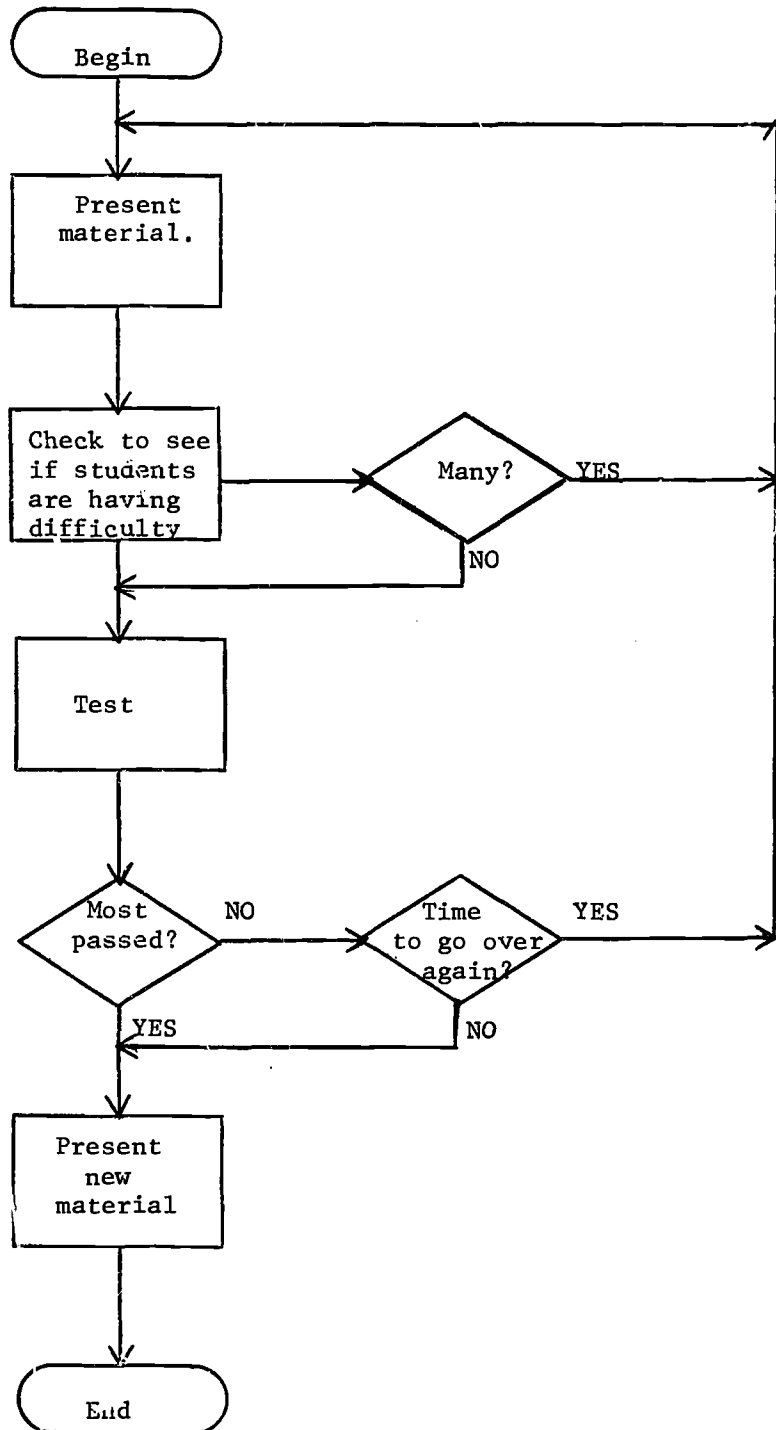 Begin
Present
material.
Check to see
if students
are having
difficulty
Many?
YES
NO
Test
Most
passed?
NO
Time
to go over
again?
YES
YES
NO
Present
new
material
End